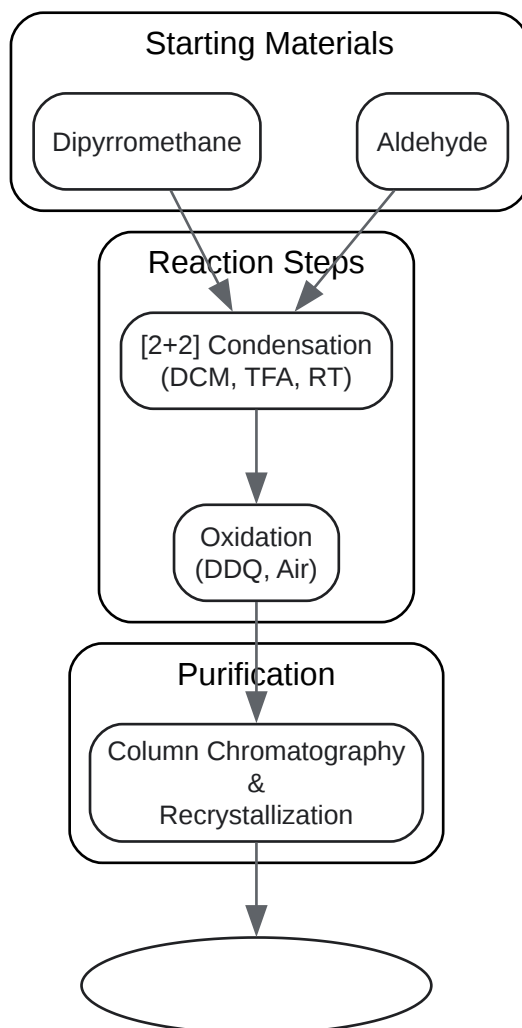 Starting Materials
Dipyrromethane
Aldehyde
Reaction Steps
[2+2] Condensation
(DCM, TFA, RT)
Oxidation
(DDQ, Air)
Purification
Column Chromatography
&
Recrystallization